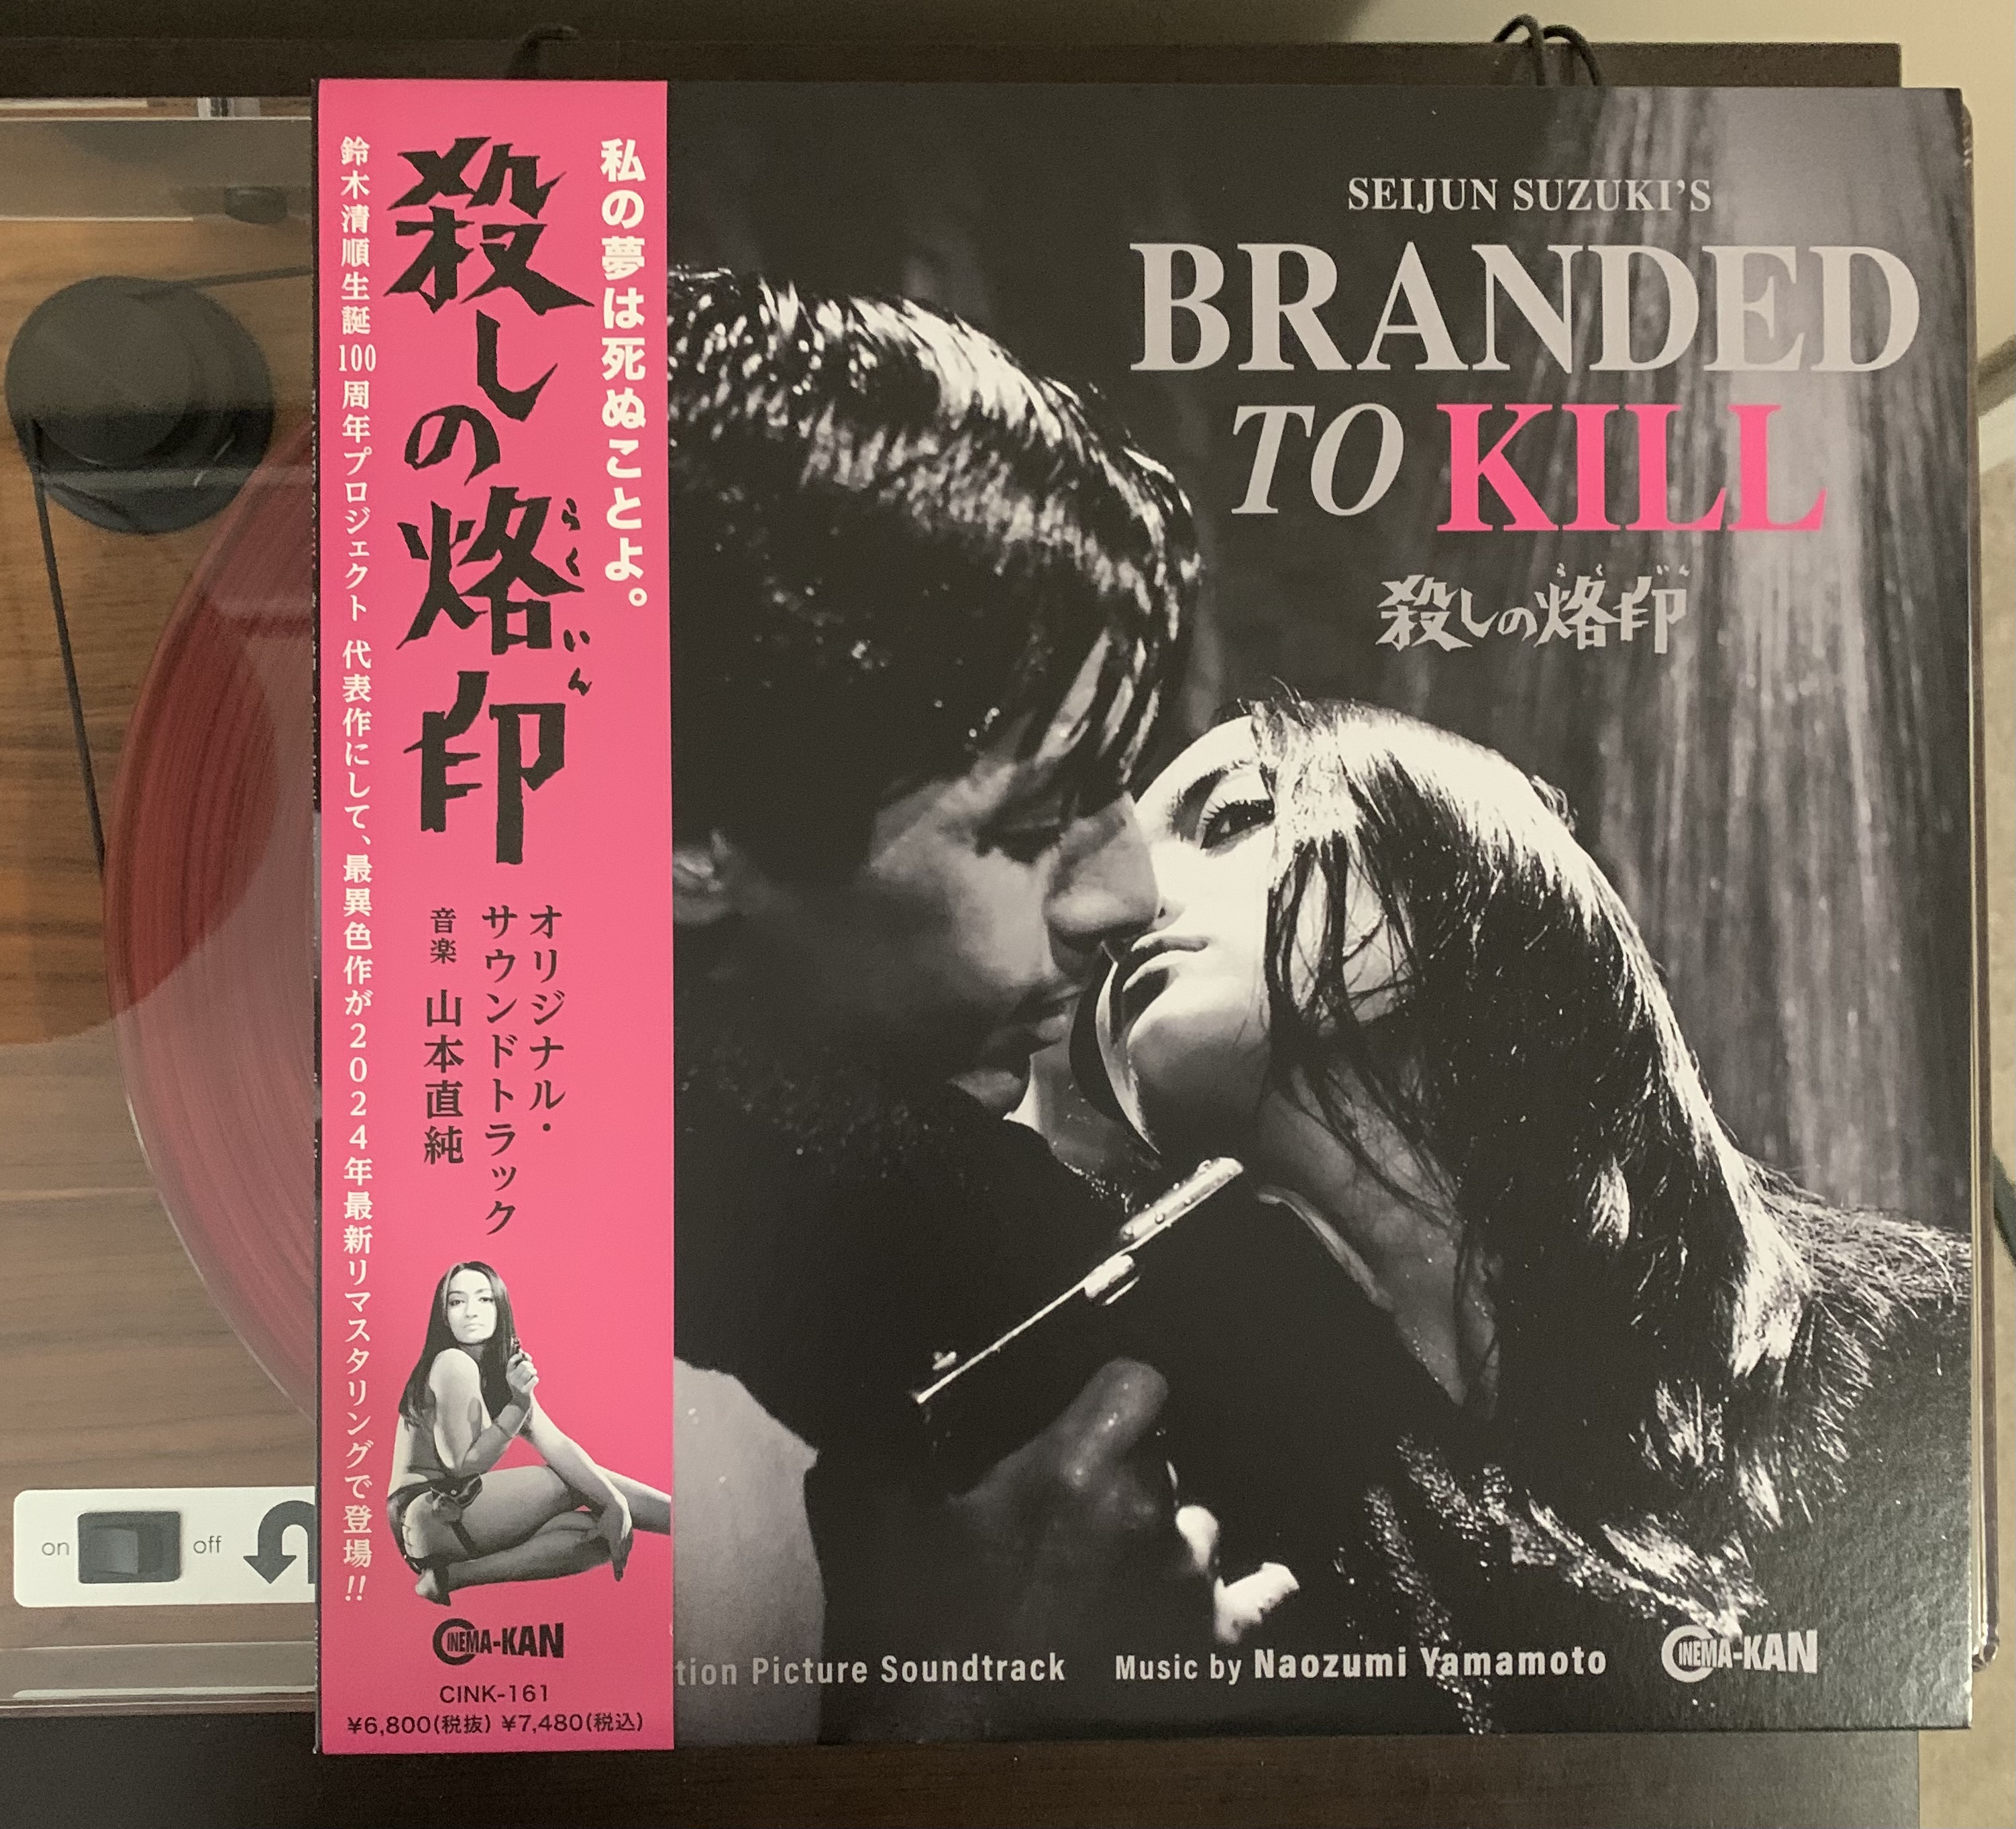 私の夢は死ぬことよ。
殺しの烙印
らくいん
オリジナル・
サウンドトラック
音楽 山本直純
鈴木清順生誕100周年プロジェクト 代表作にして、最異色作が2024年最新リマスタリングで登場!!
CINEMA-KAN
CINK-161
¥6,800(税抜) ¥7,480(税込)
SEIJUN SUZUKI'S
BRANDED
TO KILL
らくいん
殺しの烙印
tion Picture Soundtrack Music by Naozumi Yamamoto
CINEMA-KAN
on off